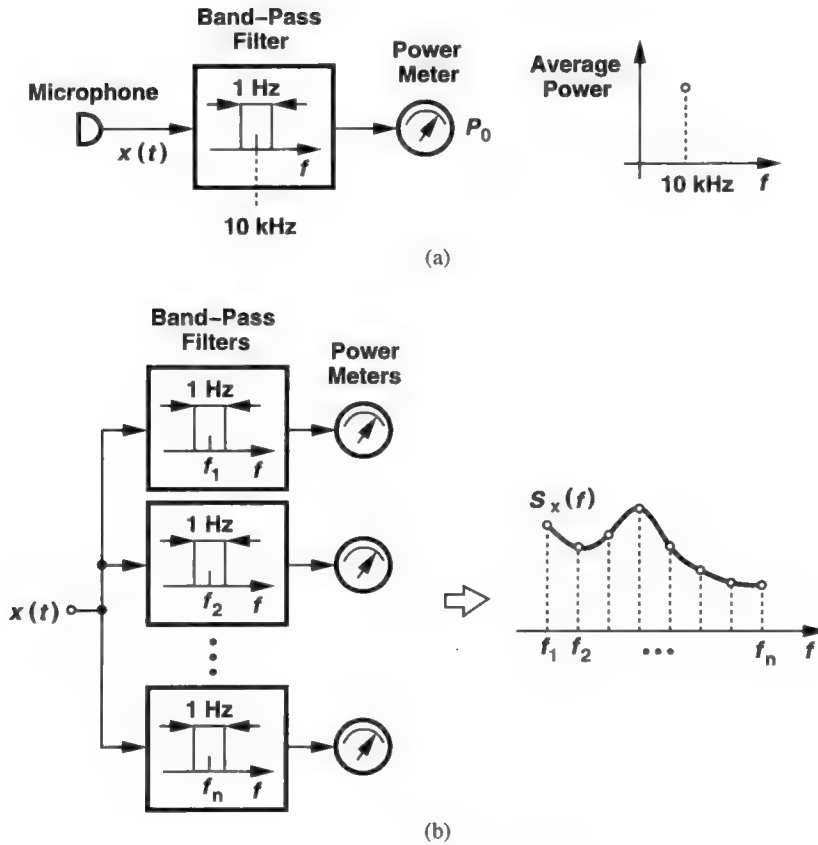 Band-Pass
Filter
Power
Meter
Microphone
1 Hz
x(t)
f
10 kHz
P0
Average
Power
10 kHz
f
(a)
Band-Pass
Filters
Power
Meters
1 Hz
f1
f
1 Hz
f2
f
x(t)
1 Hz
fn
f
Sx(f)
f1
f2
fn
f
(b)